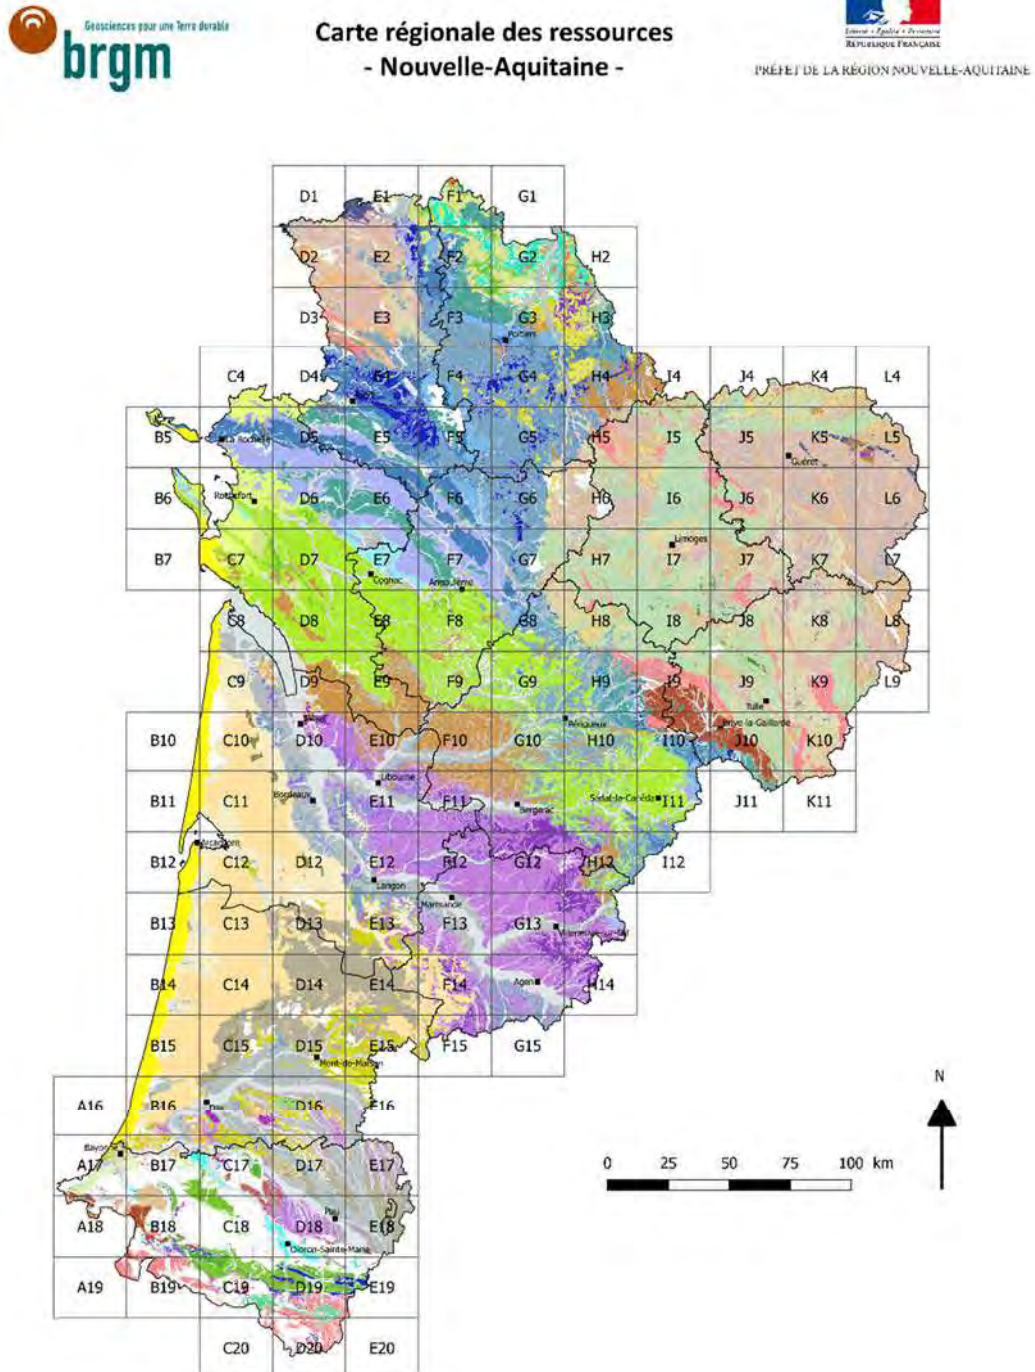 Géosciences pour une Terre durable
brgm
Carte régionale des ressources
- Nouvelle-Aquitaine -
Liberté • Égalité • Fraternité
RÉPUBLIQUE FRANÇAISE
PRÉFET DE LA RÉGION NOUVELLE-AQUITAINE
D1 E1 F1 G1
D2 E2 F2 G2 H2
D3 E3 F3 G3 H3
Poitiers
C4 D4 E4 F4 G4 H4 I4 J4 K4 L4
B5 La Rochelle D5 E5 F5 G5 H5 I5 J5 K5 L5
Guéret
B6 Rochefort D6 E6 F6 G6 H6 I6 J6 K6 L6
Limoges
B7 C7 D7 E7 F7 G7 H7 I7 J7 K7 L7
Cognac Angoulême
C8 D8 E8 F8 G8 H8 I8 J8 K8 L8
C9 D9 E9 F9 G9 H9 I9 J9 K9 L9
Tulle
Périgueux Brive-la-Gaillarde
B10 C10 D10 E10 F10 G10 H10 I10 J10 K10
Libourne
B11 C11 Bordeaux E11 F11 Bergerac Sarlat-la-Canéda I11 J11 K11
Arcachon
B12 C12 D12 E12 F12 G12 H12 I12
Langon
Marmande
B13 C13 D13 E13 F13 G13
B14 C14 D14 E14 F14 Agen H14
B15 C15 D15 E15 F15 G15
Mont-de-Marsan
A16 B16 Dax D16 E16
A17 B17 C17 D17 E17
Pau
A18 B18 C18 D18 E18
Oloron-Sainte-Marie
A19 B19 C19 D19 E19
C20 D20 E20
N
0 25 50 75 100 km